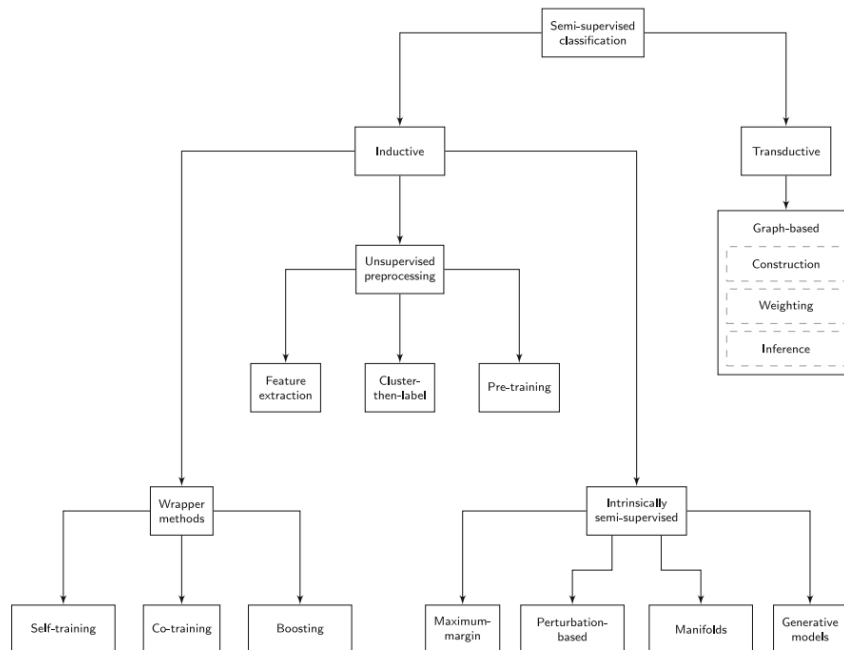 Semi-supervised
classification
Inductive
Transductive
Graph-based
Construction
Weighting
Inference
Unsupervised
preprocessing
Feature
extraction
Cluster-
then-label
Pre-training
Wrapper
methods
Intrinsically
semi-supervised
Self-training
Co-training
Boosting
Maximum-
margin
Perturbation-
based
Manifolds
Generative
models